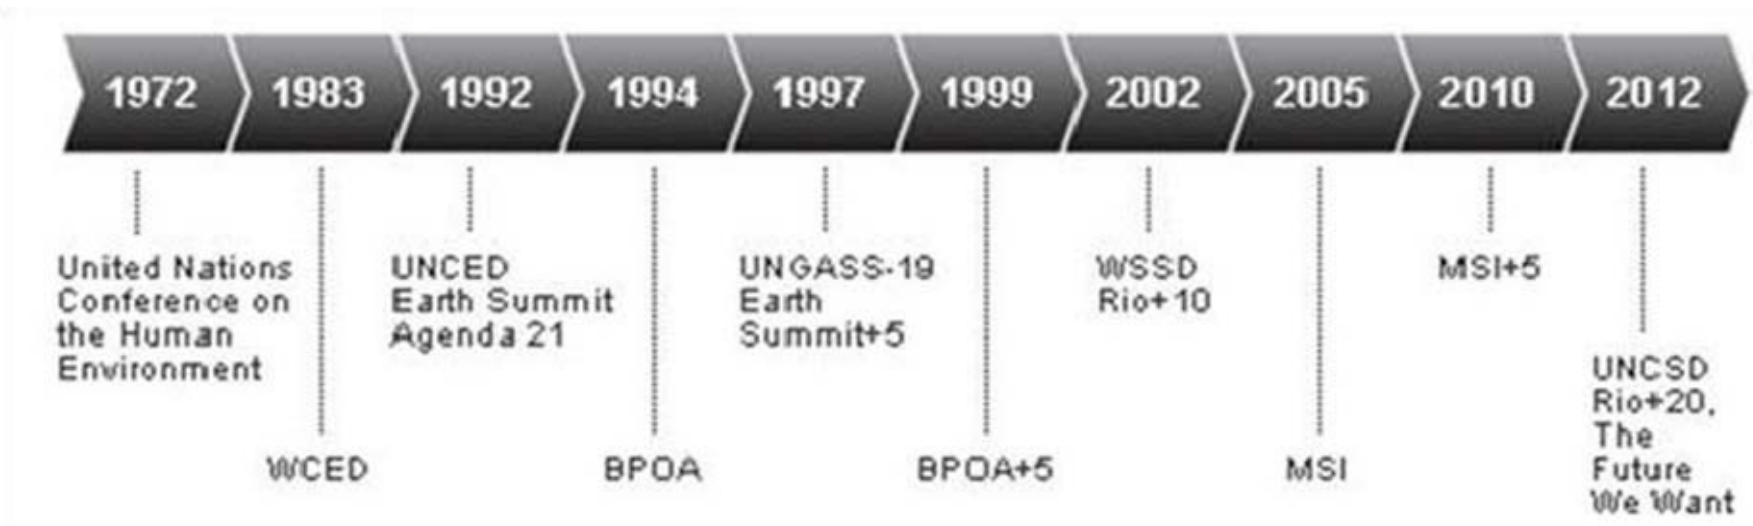 1972 1983 1992 1994 1997 1999 2002 2005 2010 2012
United Nations
Conference on
the Human
Environment
WCED
UNCED
Earth Summit
Agenda 21
BPOA
UNGASS-19
Earth
Summit+5
BPOA+5
WSSD
Rio+10
MSI
MSI+5
UNCSD
Rio+20,
The
Future
We Want